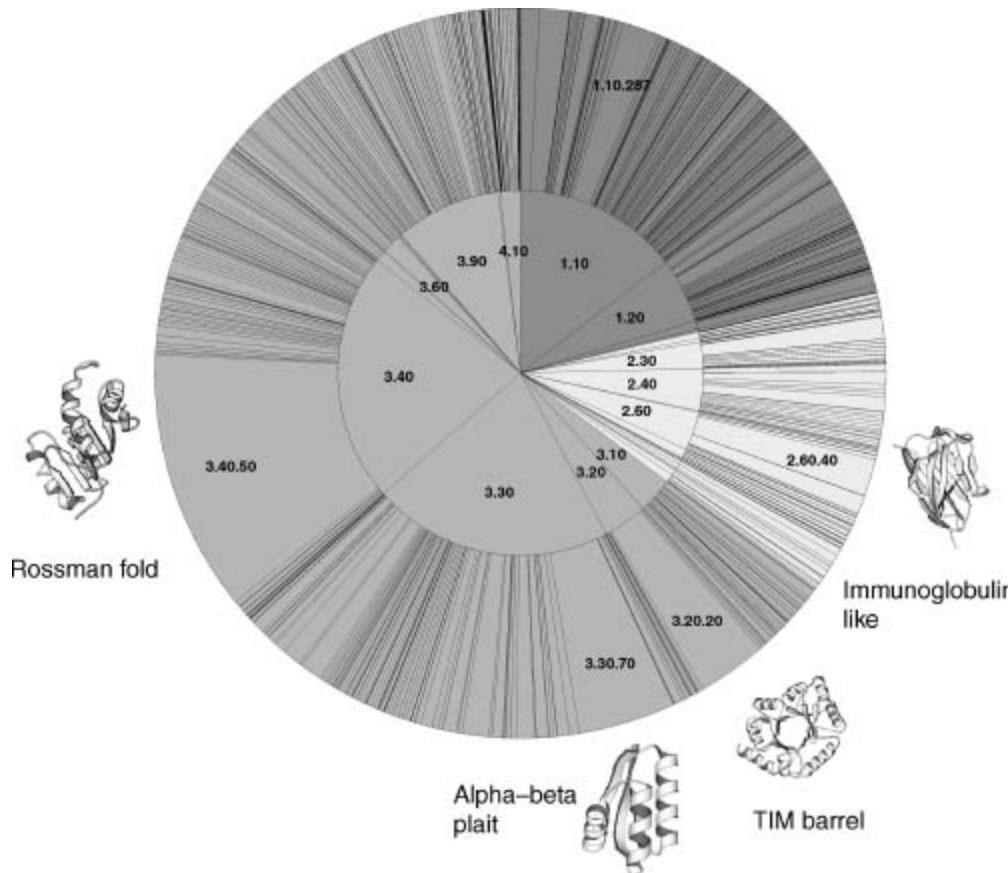 1.10.287
4.10
1.10
3.90
3.60
1.20
2.30
2.40
2.60
3.40
3.10
3.20
3.30
2.60.40
3.40.50
3.20.20
3.30.70
Rossman fold
Immunoglobulin
like
Alpha–beta
plait
TIM barrel